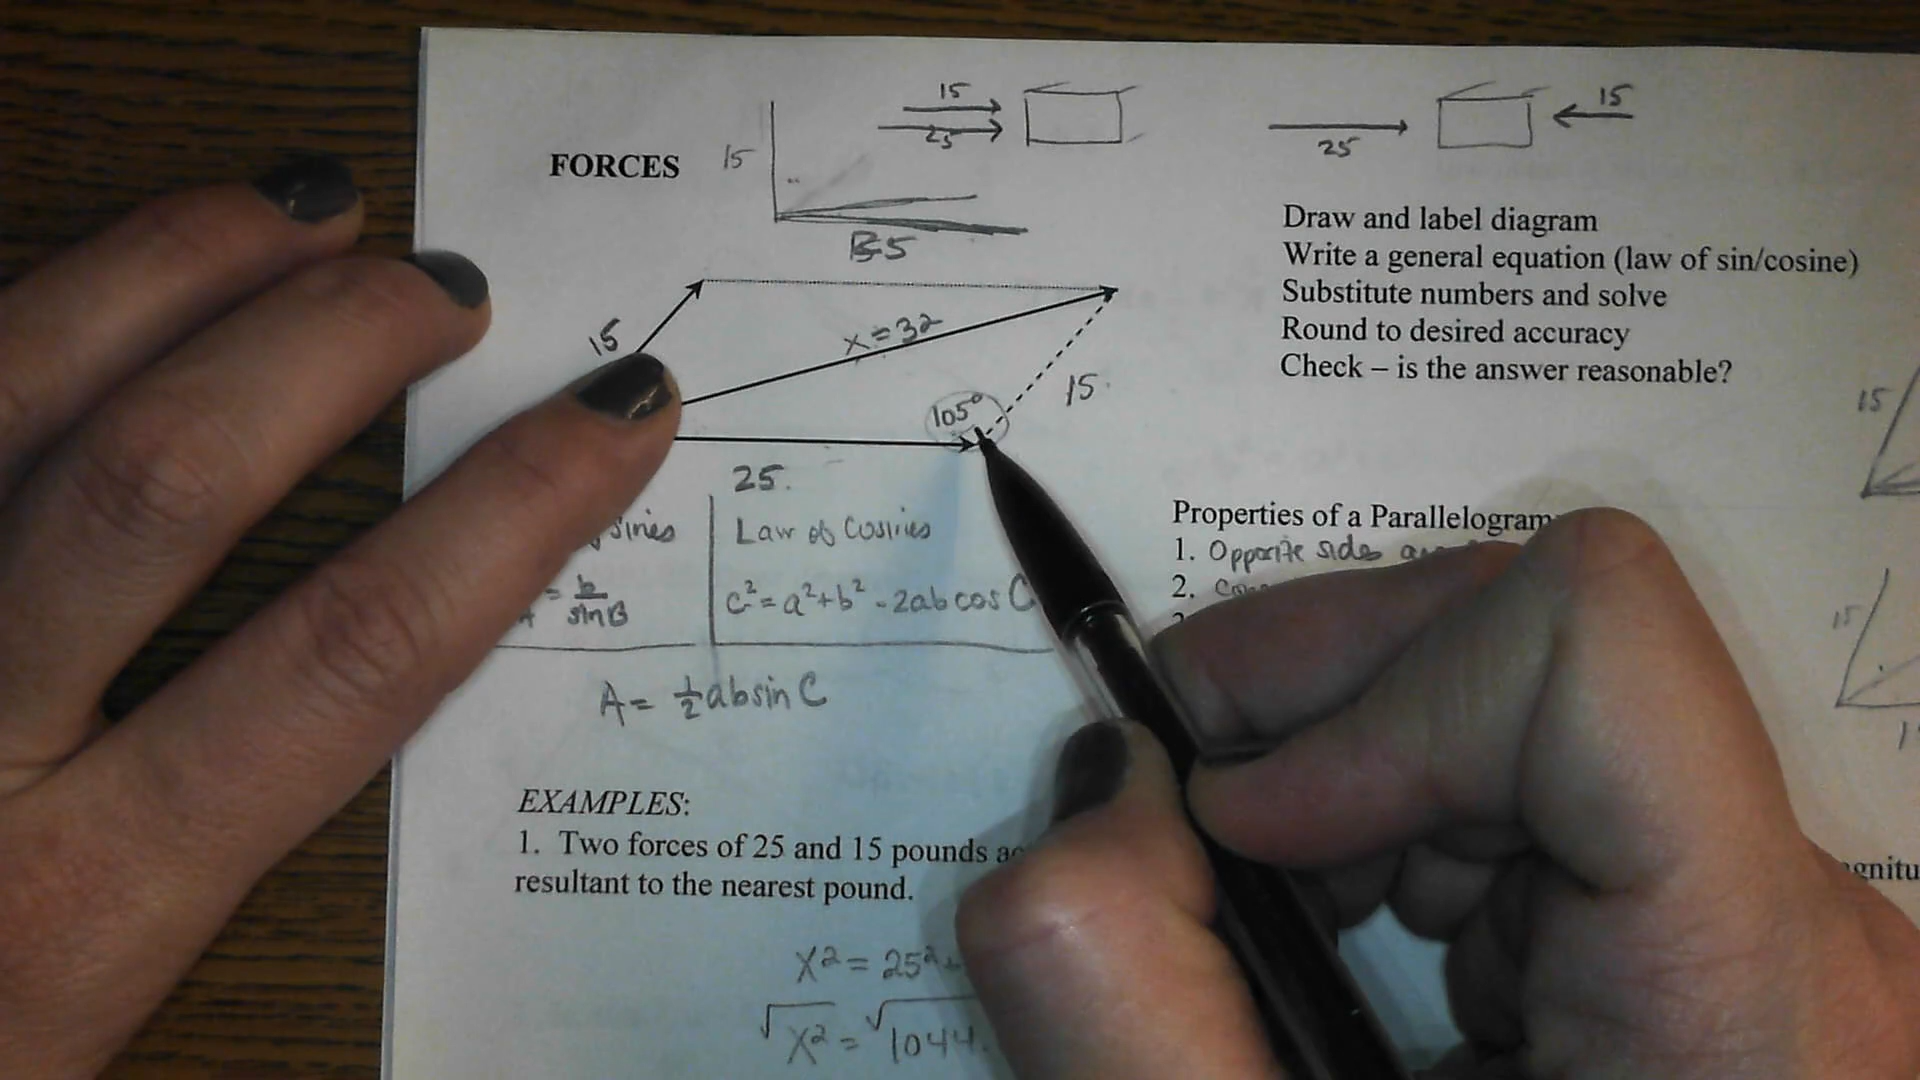 15
25
15
25
FORCES
15
35
Draw and label diagram
Write a general equation (law of sin/cosine)
Substitute numbers and solve
Round to desired accuracy
Check – is the answer reasonable?
15
x=32
105°
15
25.
15
sines
Law of Cosines
= b/sinB
c²= a²+b² - 2ab cos C
Properties of a Parallelogram
1. Opposite sides
2.
15
A= ½absinC
EXAMPLES:
1. Two forces of 25 and 15 pounds
resultant to the nearest pound.
x² = 25²
√x² = √1044.